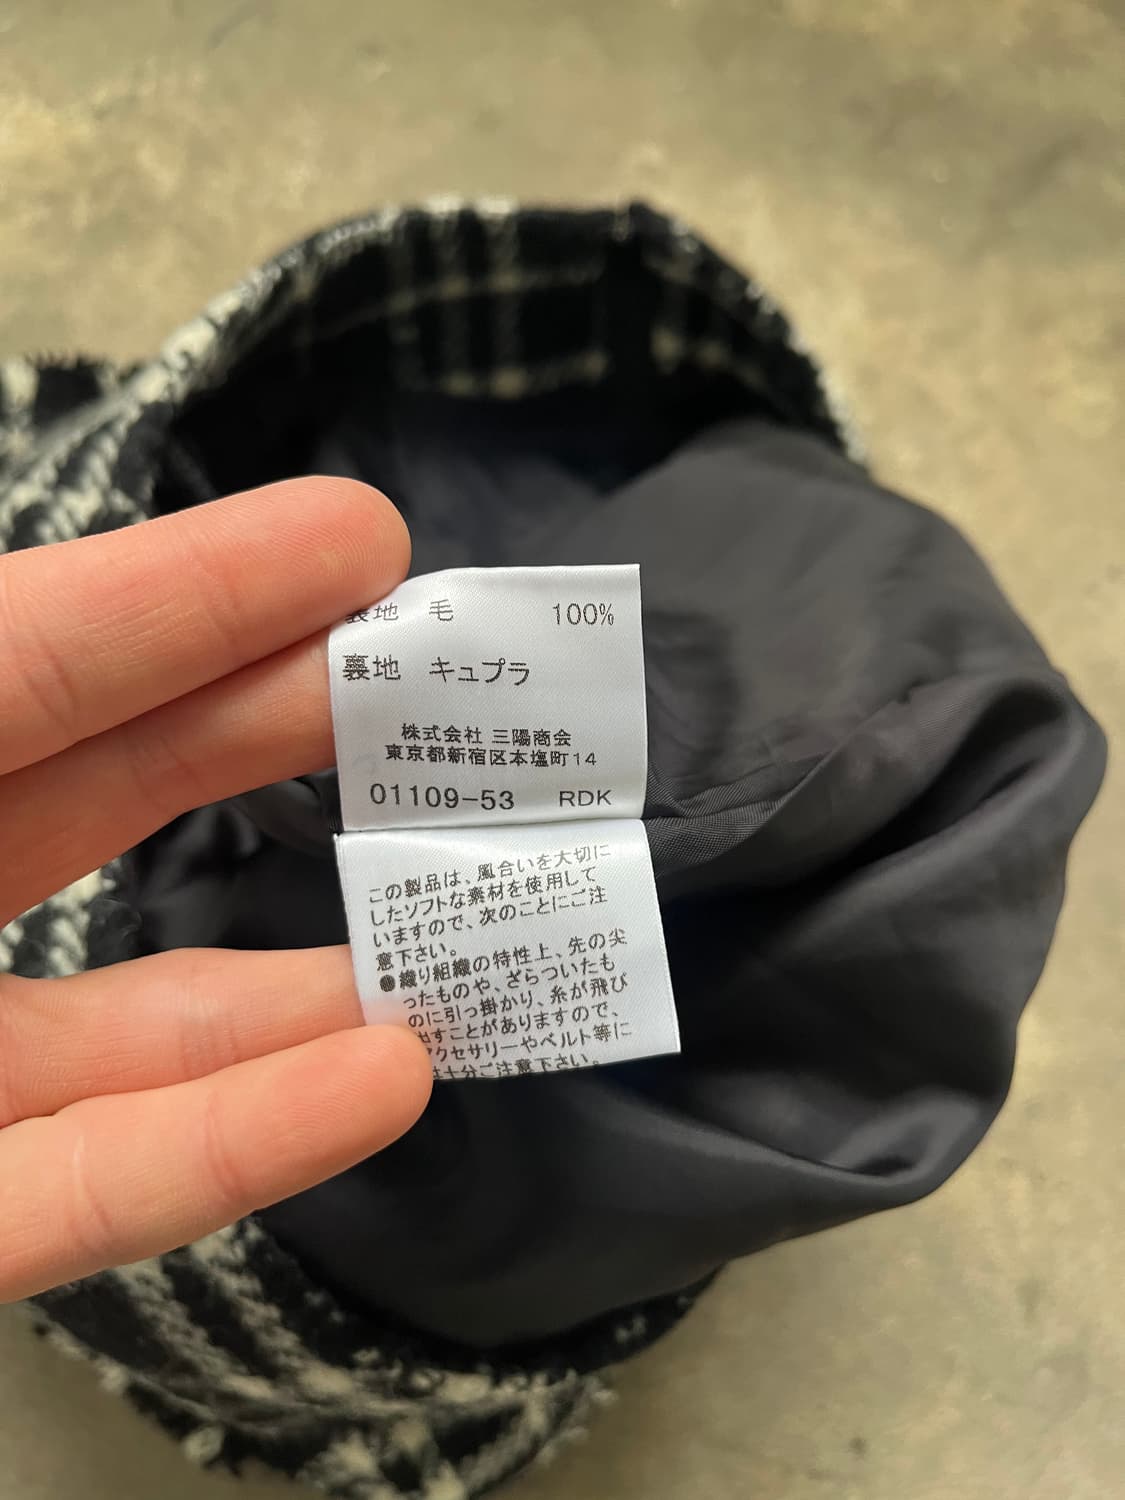 表地 毛 100%
裏地 キュプラ
株式会社 三陽商会
東京都新宿区本塩町14
01109-53 RDK
この製品は、風合いを大切に
したソフトな素材を使用して
いますので、次のことにご注
意下さい。
●織り組織の特性上、先の尖
ったものや、ざらついたも
のに引っ掛かり、糸が飛び
出すことがありますので、
アクセサリーやベルト等に
は十分ご注意下さい。